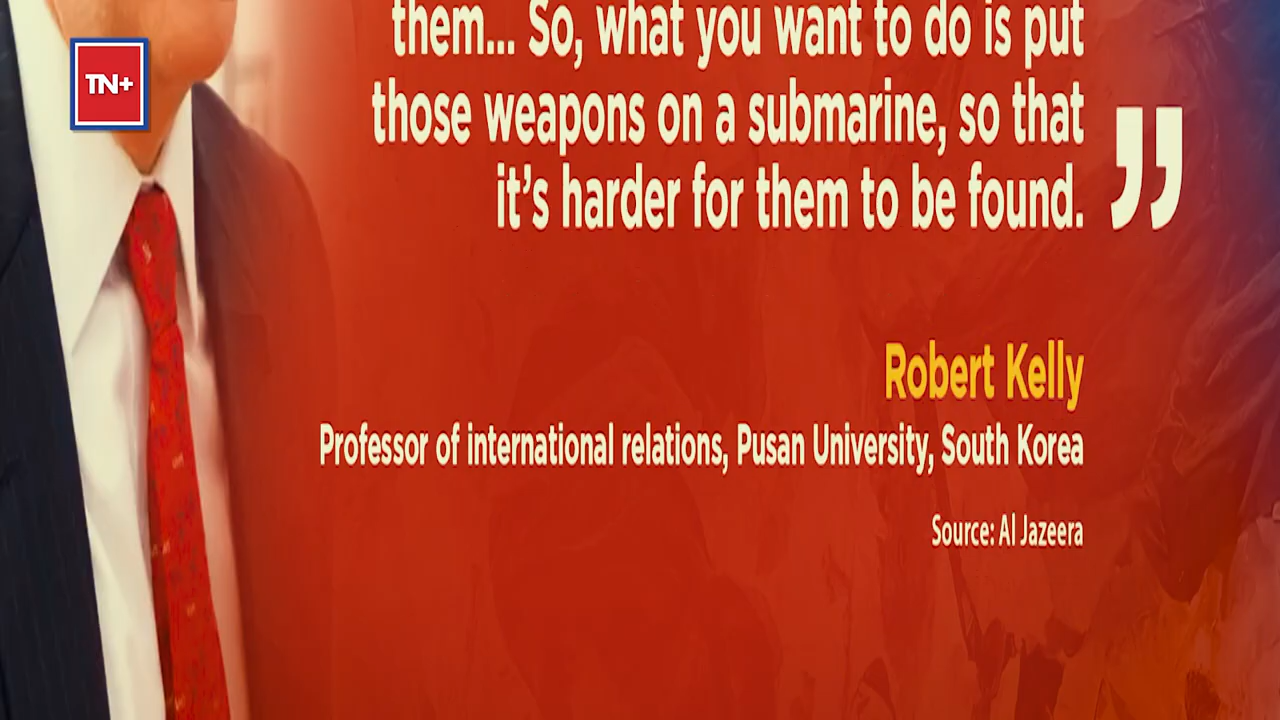 TN+
them... So, what you want to do is put
those weapons on a submarine, so that
it’s harder for them to be found. ”
Robert Kelly
Professor of international relations, Pusan University, South Korea
Source: Al Jazeera